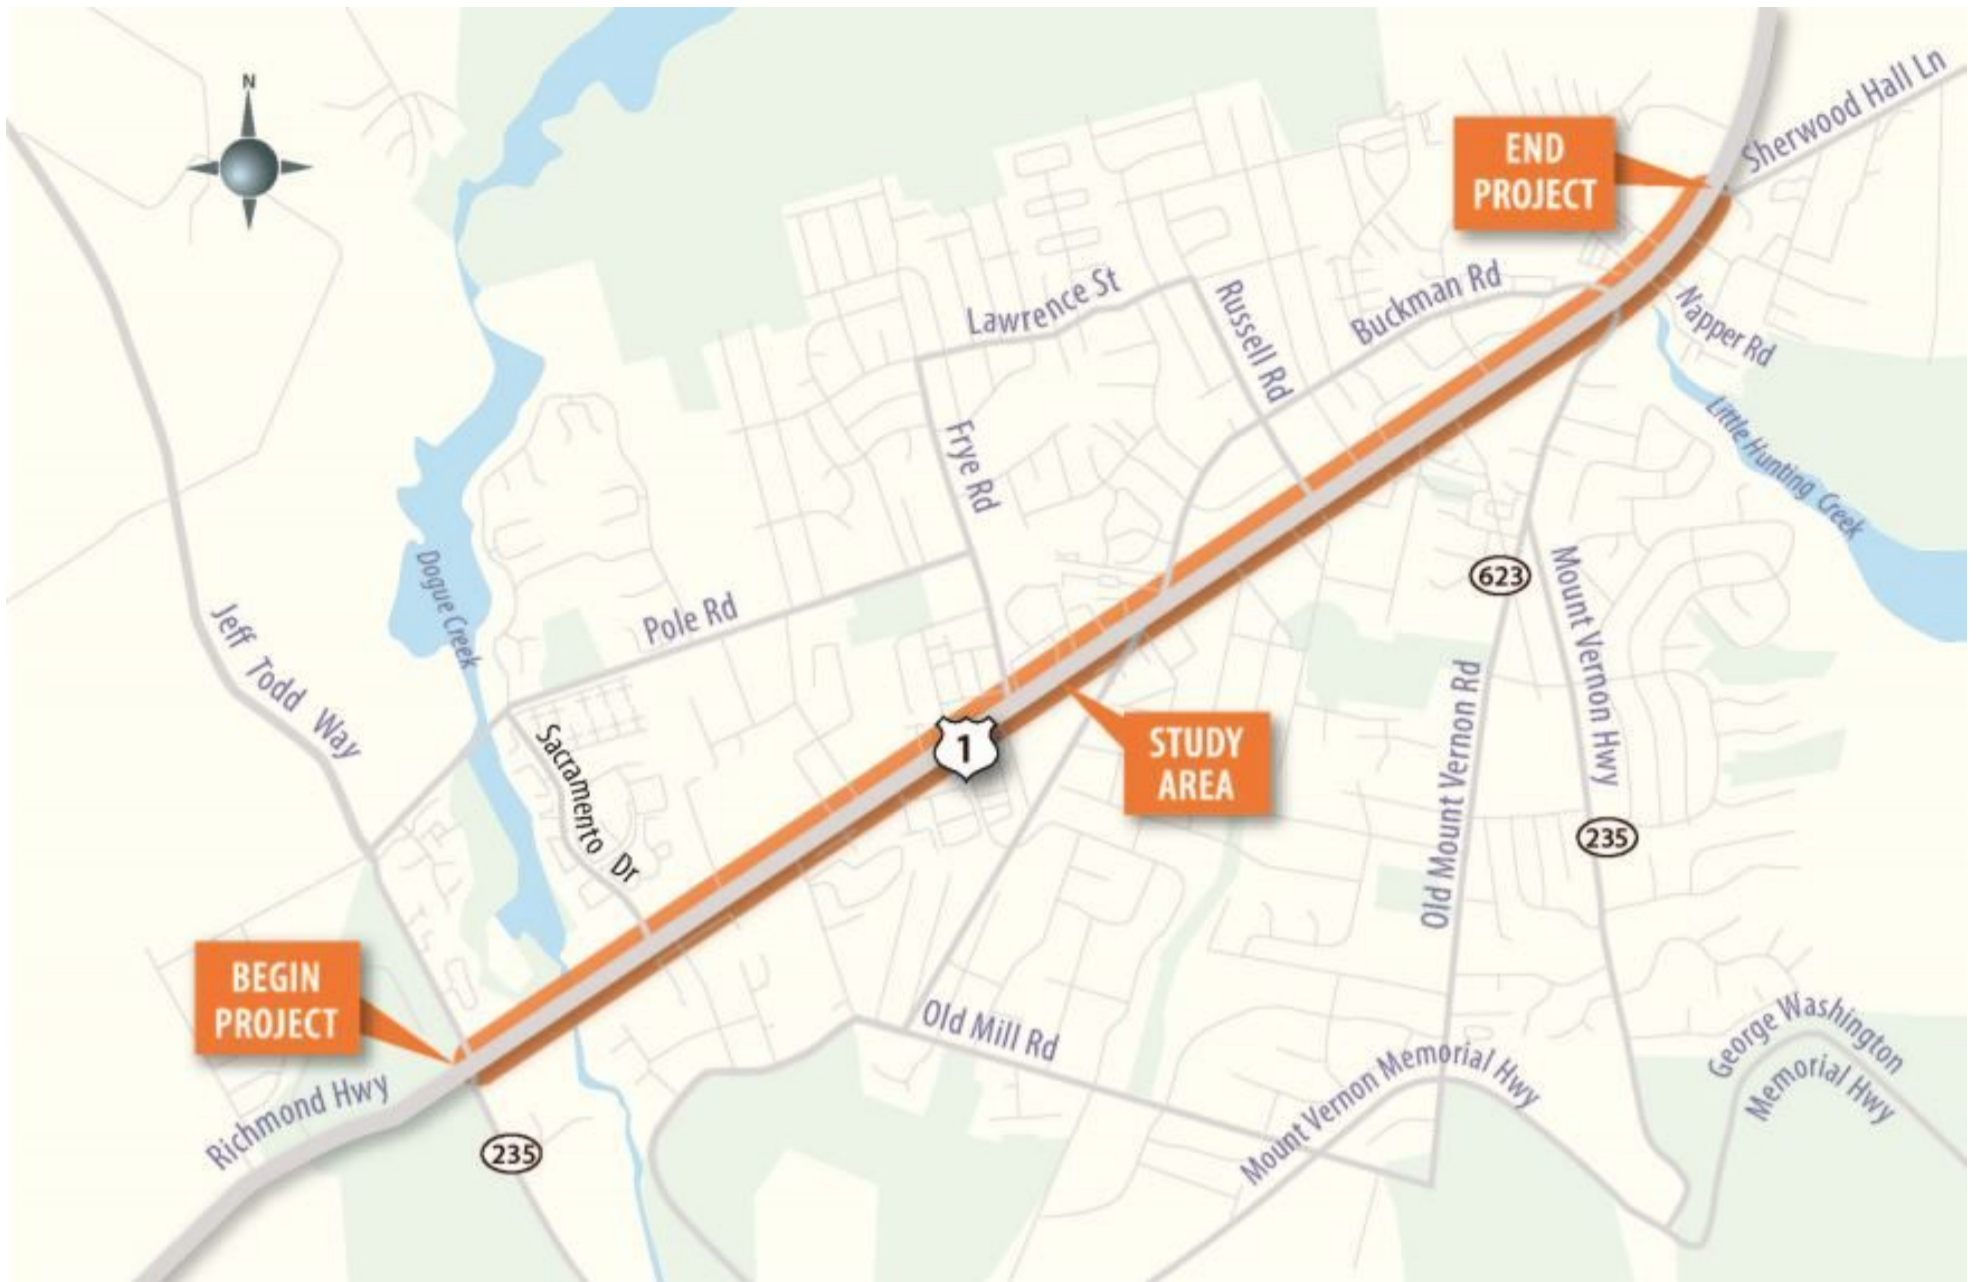 N
Sherwood Hall Ln
END
PROJECT
Napper Rd
Buckman Rd
Russell Rd
Lawrence St
Little Hunting Creek
Frye Rd
Dogue Creek
Pole Rd
Jeff Todd Way
623
Mount Vernon Hwy
Old Mount Vernon Rd
1
STUDY
AREA
Sacramento Dr
235
BEGIN
PROJECT
Richmond Hwy
Old Mill Rd
Mount Vernon Memorial Hwy
George Washington
Memorial Hwy
235